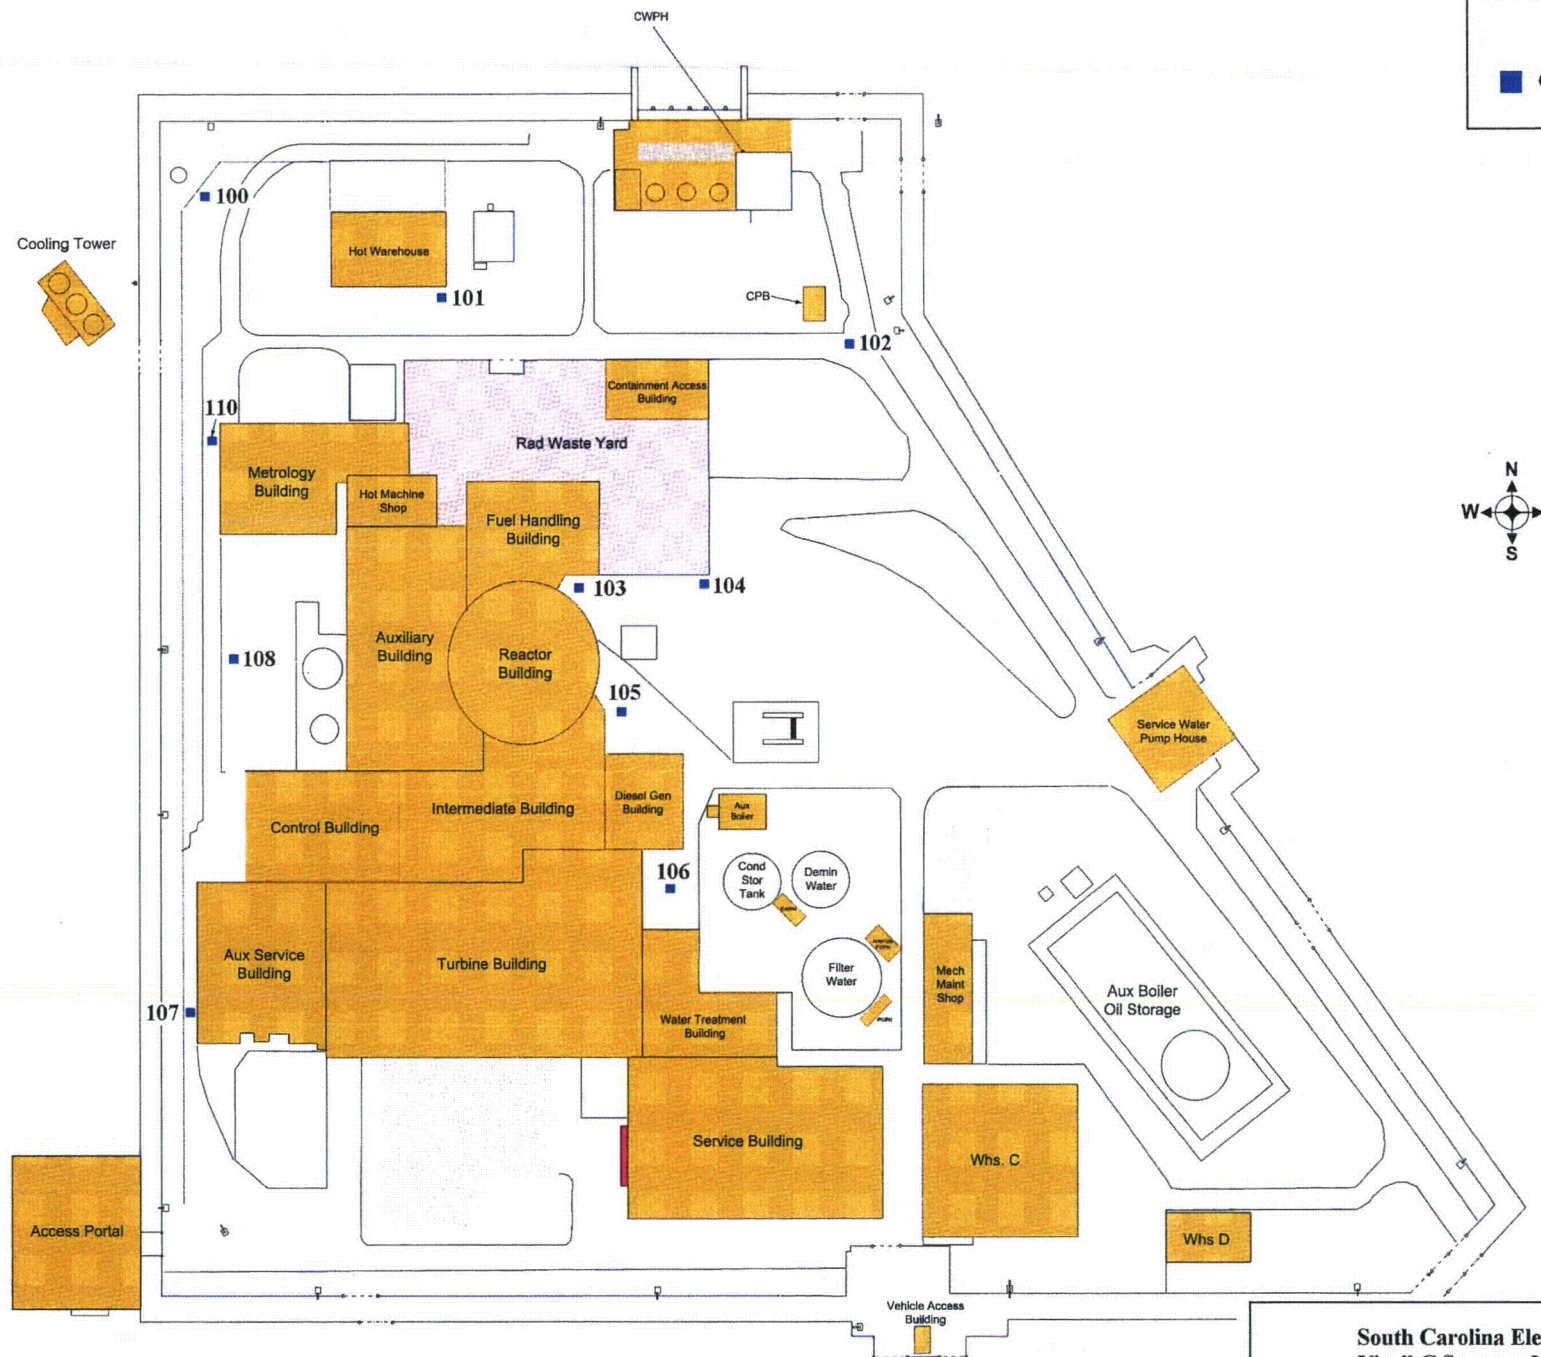 CWPH
100
Cooling Tower
Hot Warehouse
101
CPB
102
Containment Access
Building
110
Rad Waste Yard
Metrology
Building
Hot Machine
Shop
Fuel Handling
Building
N
W
S
103
104
Auxiliary
Building
Reactor
Building
108
105
Service Water
Pump House
Diesel Gen
Building
Aux
Boiler
Intermediate Building
Control Building
106
Cond
Stor
Tank
Demin
Water
Aux Service
Building
Turbine Building
Filter
Water
Mech
Maint
Shop
Aux Boiler
Oil Storage
107
Water Treatment
Building
Service Building
Whs. C
Access Portal
Whs D
Vehicle Access
Building
South Carolina Ele